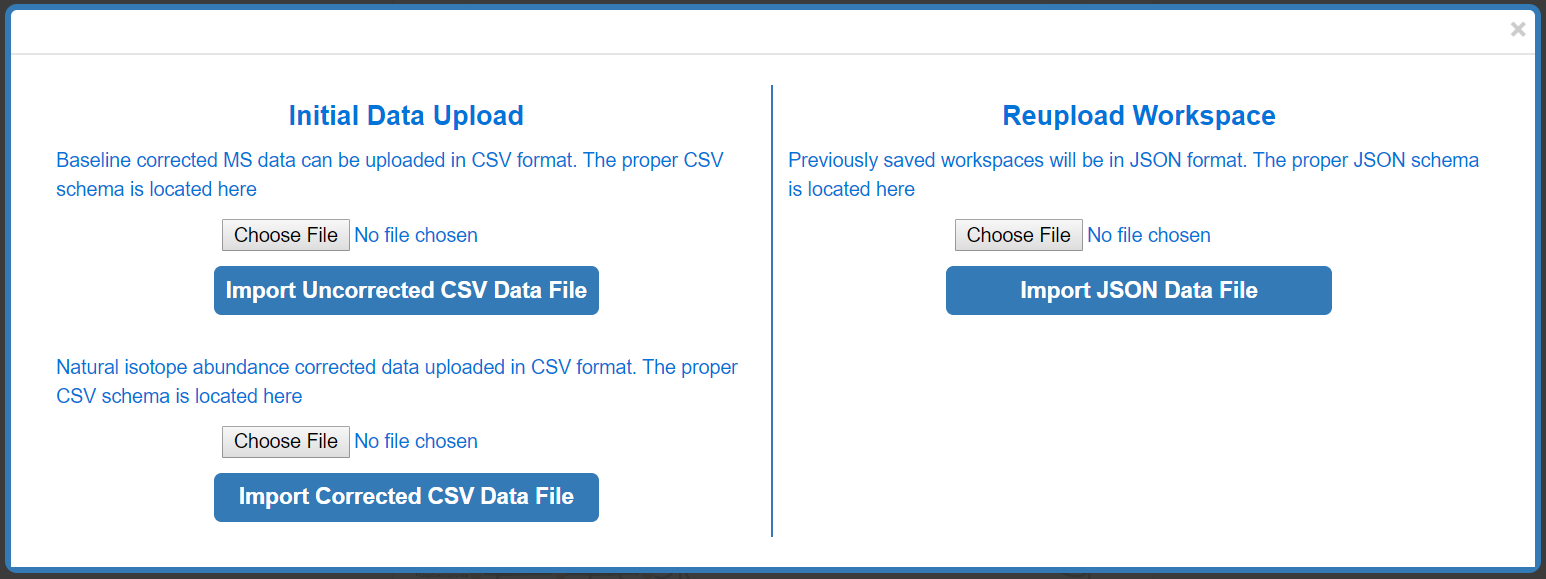 ×
Initial Data Upload
Baseline corrected MS data can be uploaded in CSV format. The proper CSV
schema is located here
Choose File No file chosen
Import Uncorrected CSV Data File
Natural isotope abundance corrected data uploaded in CSV format. The proper
CSV schema is located here
Choose File No file chosen
Import Corrected CSV Data File
Reupload Workspace
Previously saved workspaces will be in JSON format. The proper JSON schema
is located here
Choose File No file chosen
Import JSON Data File